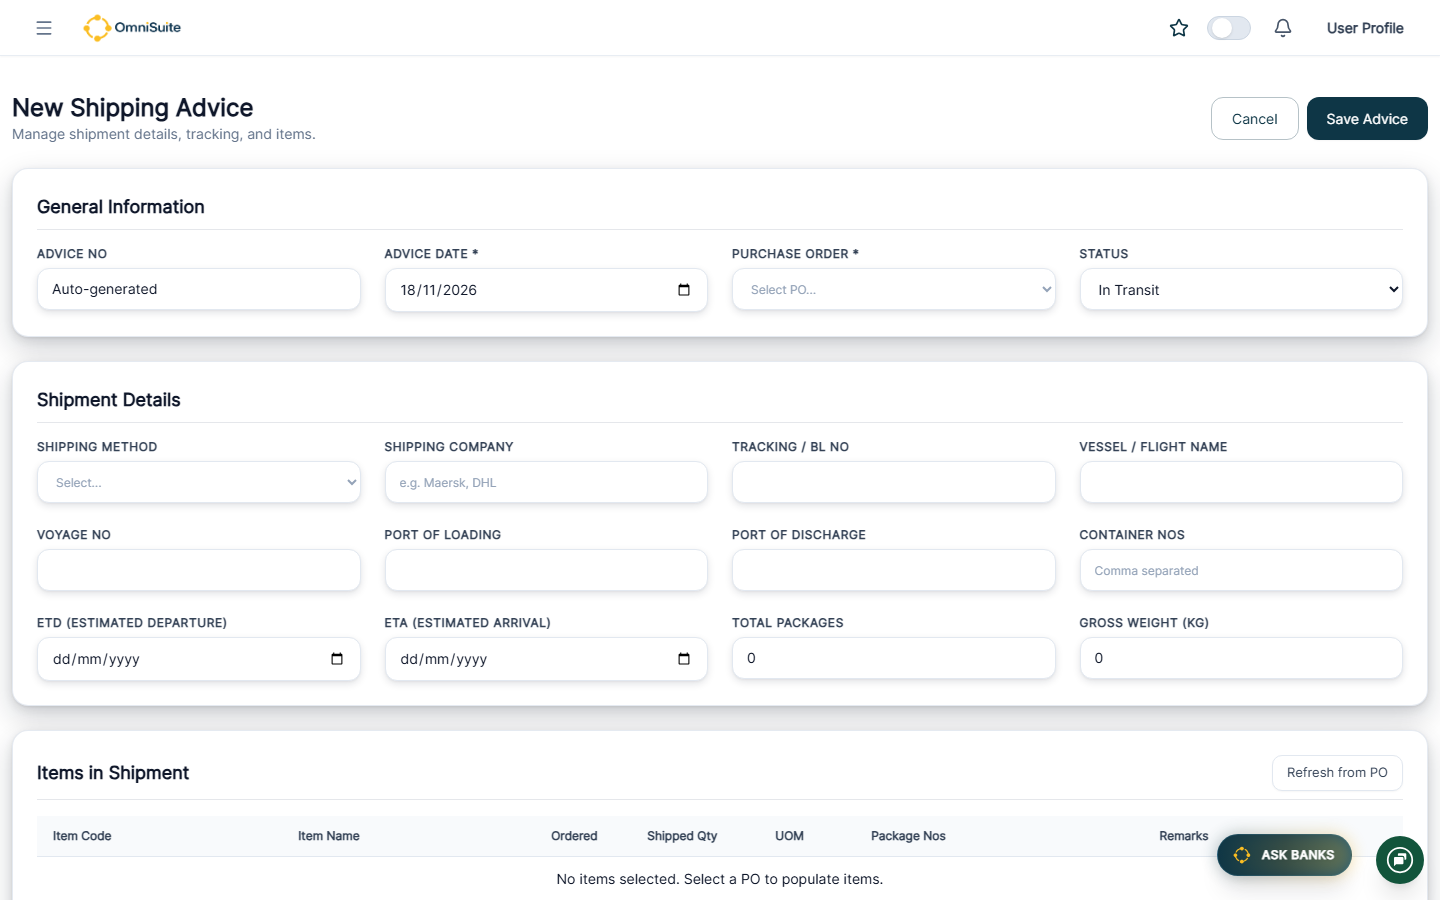 OmniSuite
User Profile
New Shipping Advice
Manage shipment details, tracking, and items.
Cancel
Save Advice
General Information
ADVICE NO
ADVICE DATE *
PURCHASE ORDER *
STATUS
Auto-generated
18/11/2026
Select PO...
In Transit
Shipment Details
SHIPPING METHOD
SHIPPING COMPANY
TRACKING / BL NO
VESSEL / FLIGHT NAME
Select...
e.g. Maersk, DHL
VOYAGE NO
PORT OF LOADING
PORT OF DISCHARGE
CONTAINER NOS
Comma separated
ETD (ESTIMATED DEPARTURE)
ETA (ESTIMATED ARRIVAL)
TOTAL PACKAGES
GROSS WEIGHT (KG)
dd/mm/yyyy
dd/mm/yyyy
0
0
Items in Shipment
Refresh from PO
Item Code
Item Name
Ordered
Shipped Qty
UOM
Package Nos
Remarks
ASK BANKS
No items selected. Select a PO to populate items.